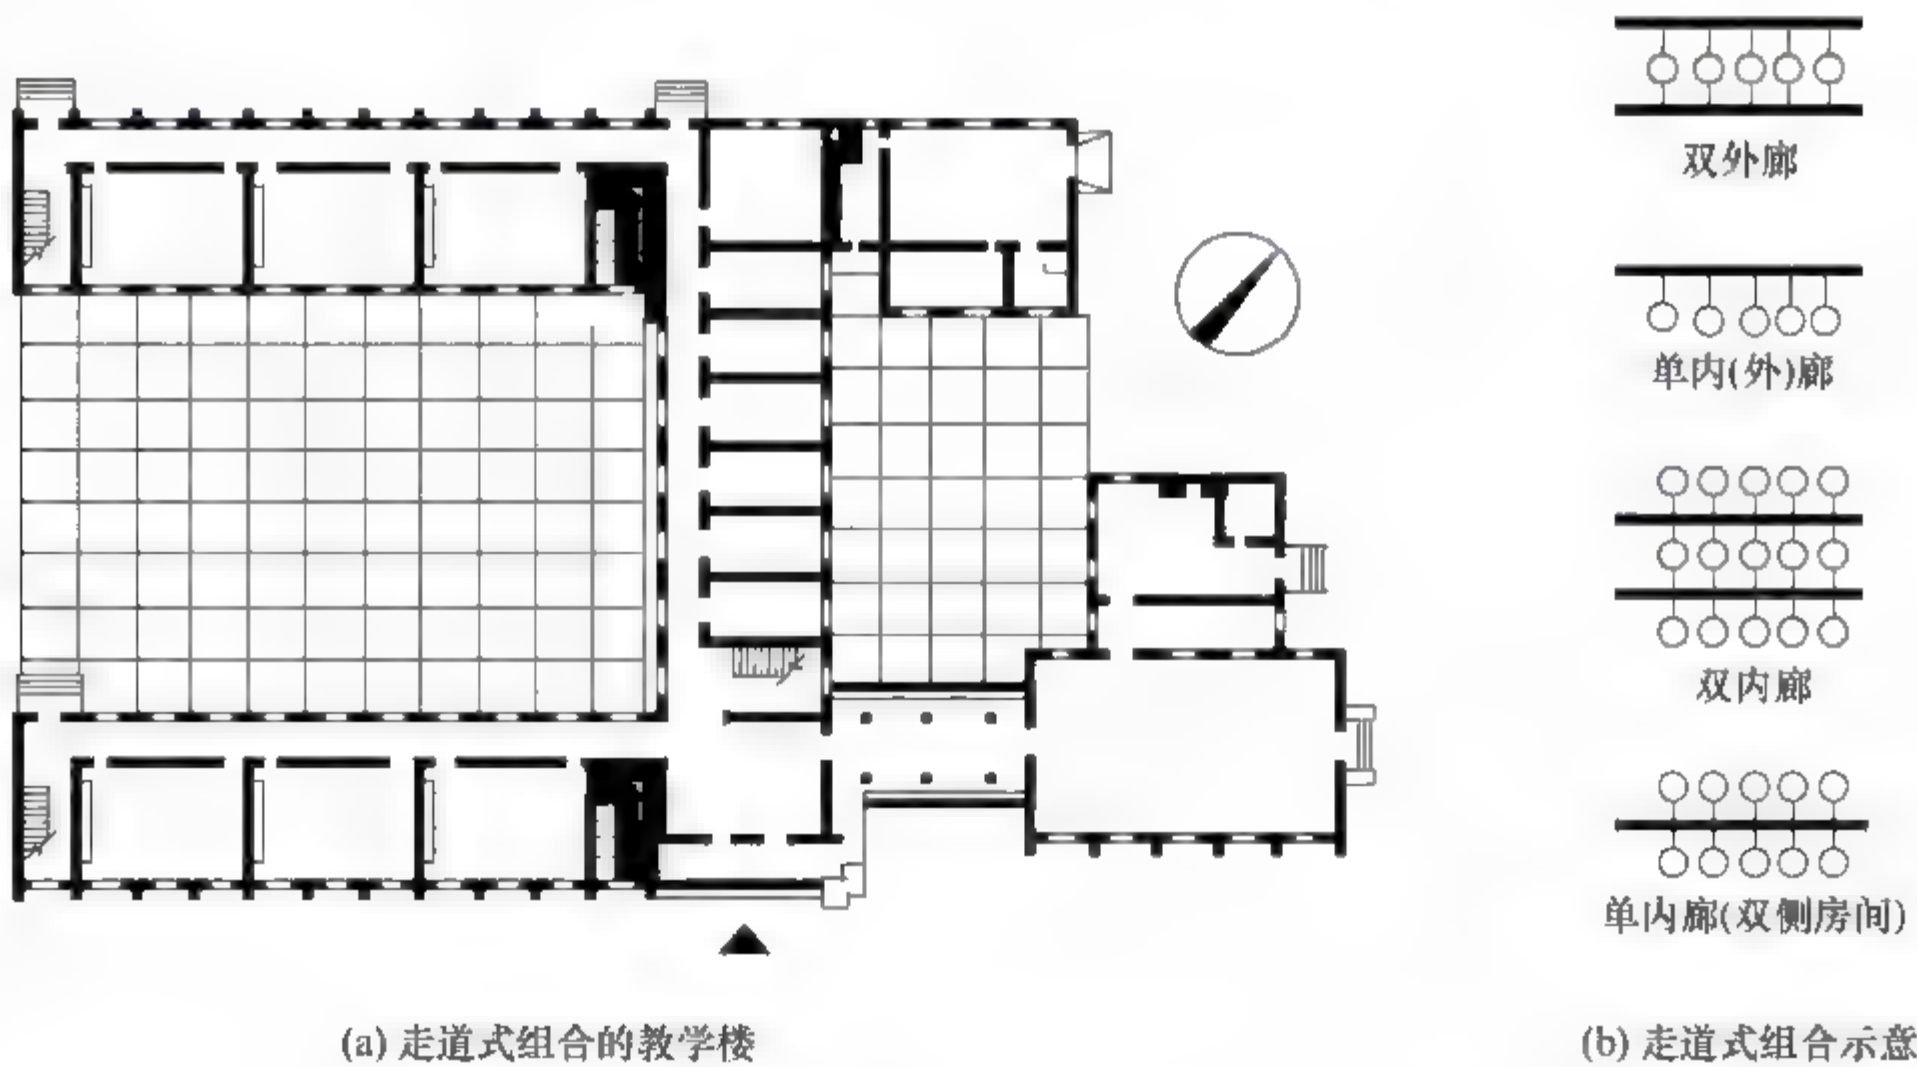 双外廊
单内(外)廊
双内廊
单内廊(双侧房间)
(a) 走道式组合的教学楼
(b) 走道式组合示意